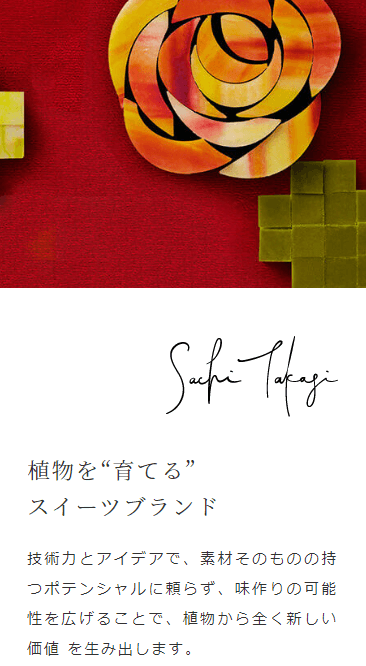 Sachi Takagi
植物を“育てる”
スイーツブランド
技術力とアイデアで、素材そのものの持
つポテンシャルに頼らず、味作りの可能
性を広げることで、植物から全く新しい
価値 を生み出します。